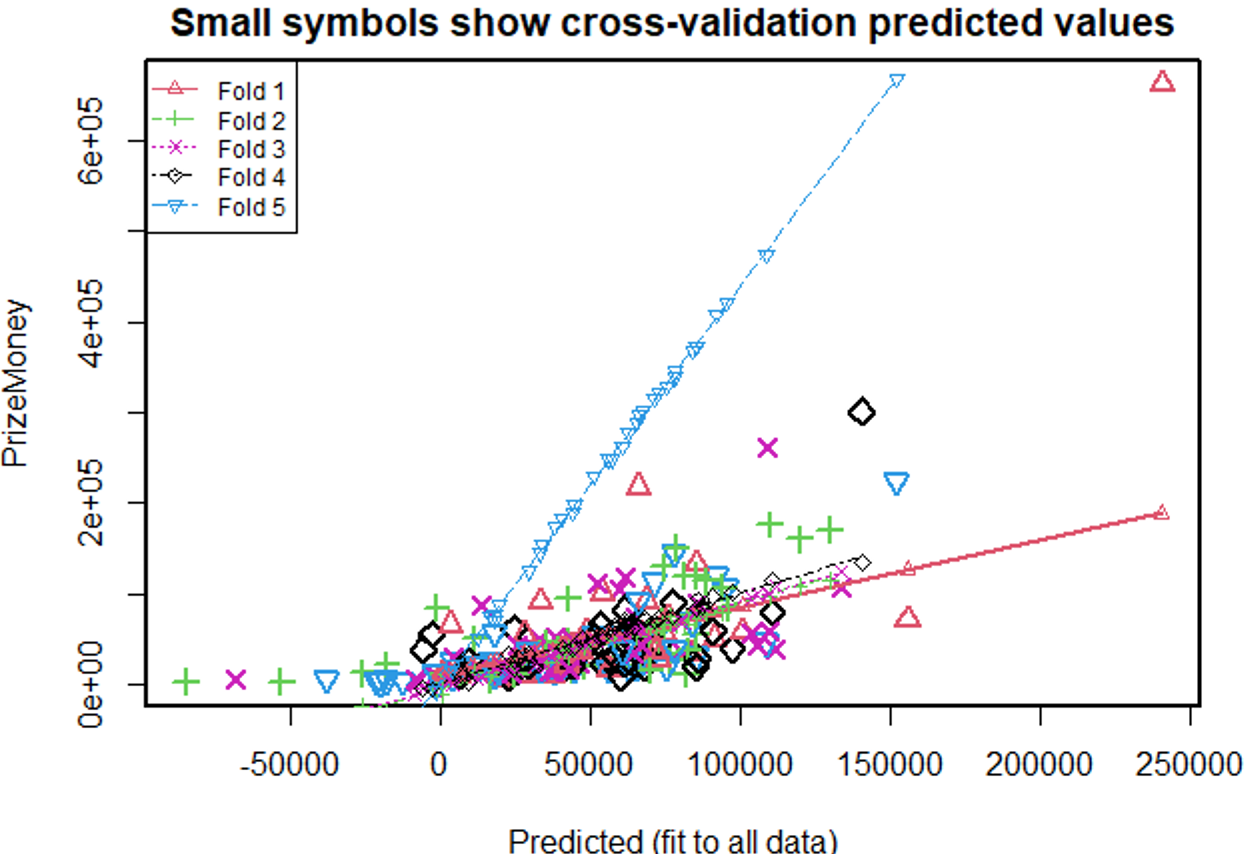 Small symbols show cross-validation predicted values
Fold 1
Fold 2
Fold 3
Fold 4
Fold 5
PrizeMoney
6e+05
4e+05
2e+05
0e+00
-50000 0 50000 100000 150000 200000 250000
Predicted (fit to all data)